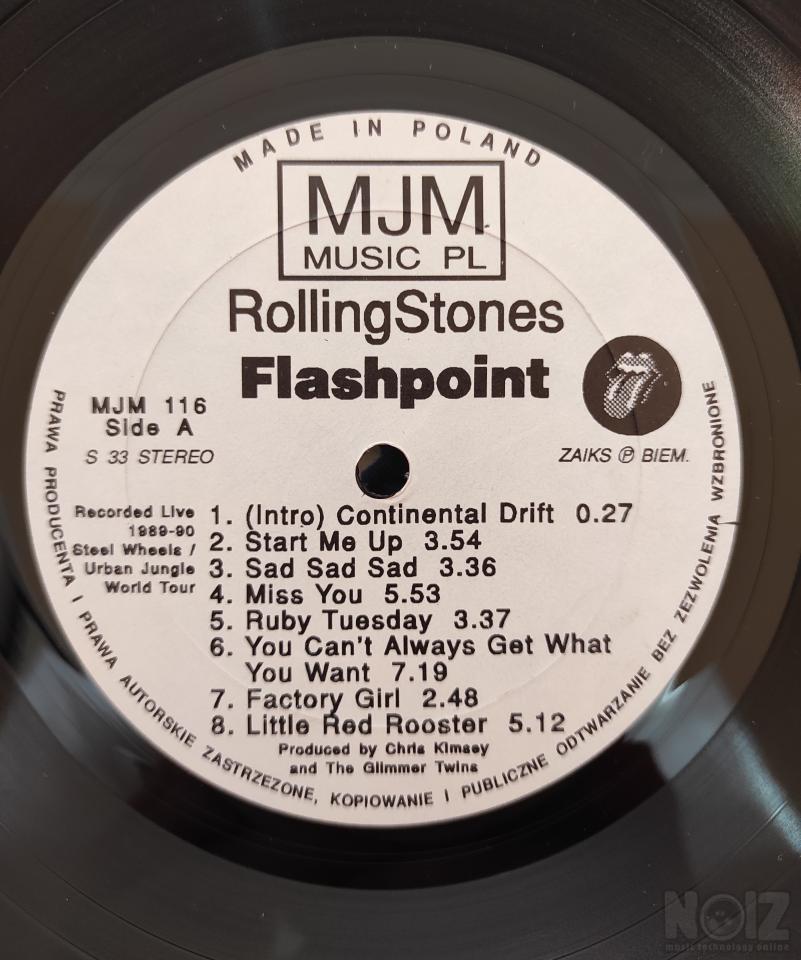 MADE IN POLAND
MJM
MUSIC PL
RollingStones
Flashpoint
MJM 116
Side A
S 33 STEREO
ZAIKS Ⓟ BIEM.
Recorded Live
1989-90
Steel Wheels /
Urban Jungle
World Tour
1. (Intro) Continental Drift 0.27
2. Start Me Up 3.54
3. Sad Sad Sad 3.36
4. Miss You 5.53
5. Ruby Tuesday 3.37
6. You Can't Always Get What
You Want 7.19
7. Factory Girl 2.48
8. Little Red Rooster 5.12
Produced by Chris Kimsey
and The Glimmer Twins
PRAWA PRODUCENTA I PRAWA AUTORSKIE ZASTRZEZONE, KOPIOWANIE I PUBLICZNE ODTWARZANIE BEZ ZEZWOLENIA WZBRONIONE
NOIZ
music technology online